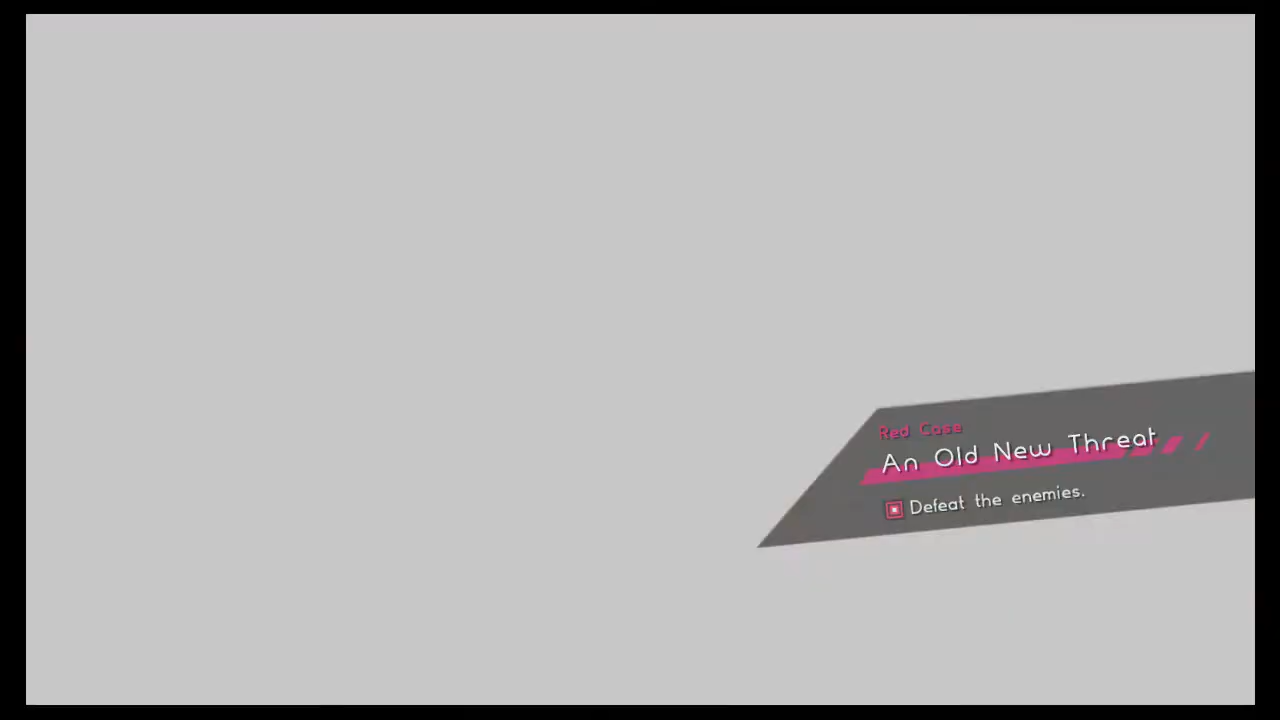 Red Case
An Old New Threat
Defeat the enemies.